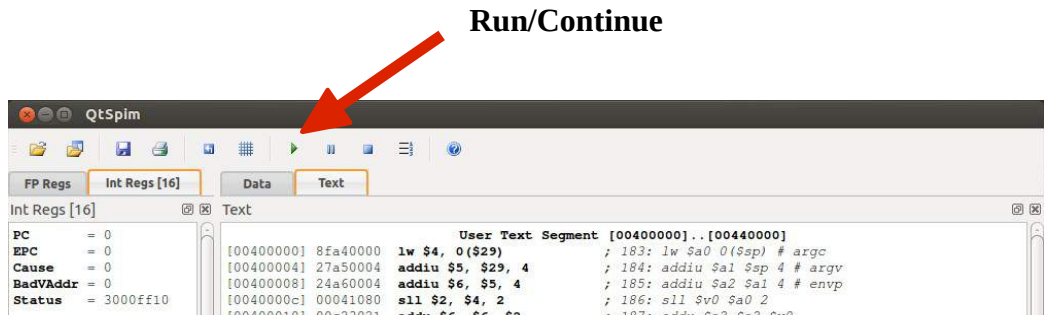 Run/Continue
QtSpim
FP Regs Int Regs [16] Data Text
Int Regs [16] Text
PC = 0
EPC = 0
Cause = 0
BadVAddr = 0
Status = 3000ff10
User Text Segment [00400000]..[00440000]
[00400000] 8fa40000 lw $4, 0($29) ; 183: lw $a0 0($sp) # argc
[00400004] 27a50004 addiu $5, $29, 4 ; 184: addiu $a1 $sp 4 # argv
[00400008] 24a60004 addiu $6, $5, 4 ; 185: addiu $a2 $a1 4 # envp
[0040000c] 00041080 sll $2, $4, 2 ; 186: sll $v0 $a0 2